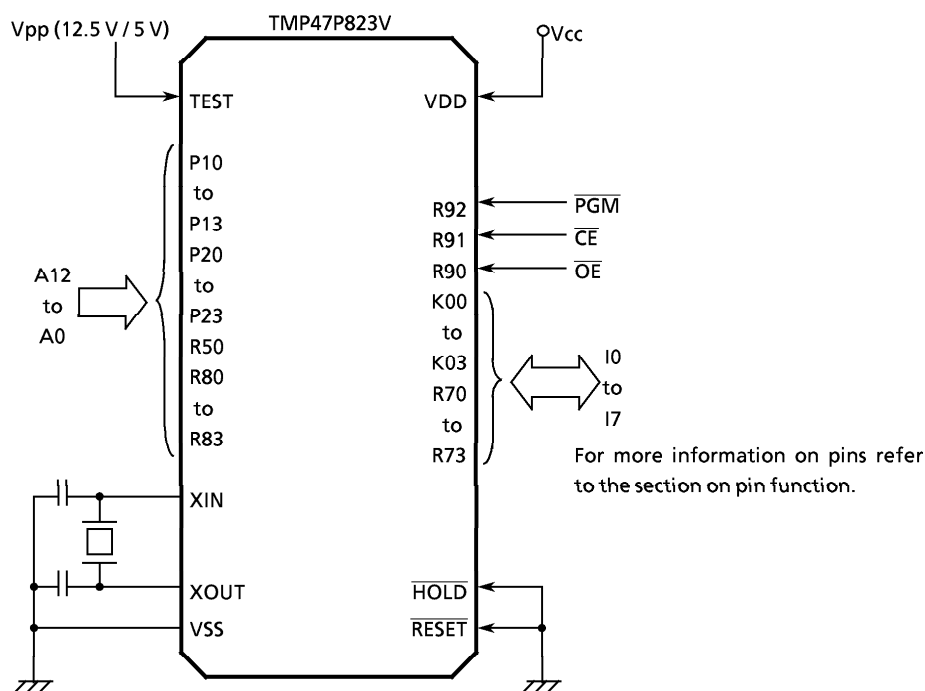 TMP47P823V
Vpp (12.5 V / 5 V)
Vcc
TEST
VDD
P10
to
P13
P20
to
P23
R50
R80
to
R83
A12
to
A0
R92
R91
R90
K00
to
K03
R70
to
R73
PGM
CE
OE
I0
to
I7
For more information on pins refer
to the section on pin function.
XIN
XOUT
VSS
HOLD
RESET